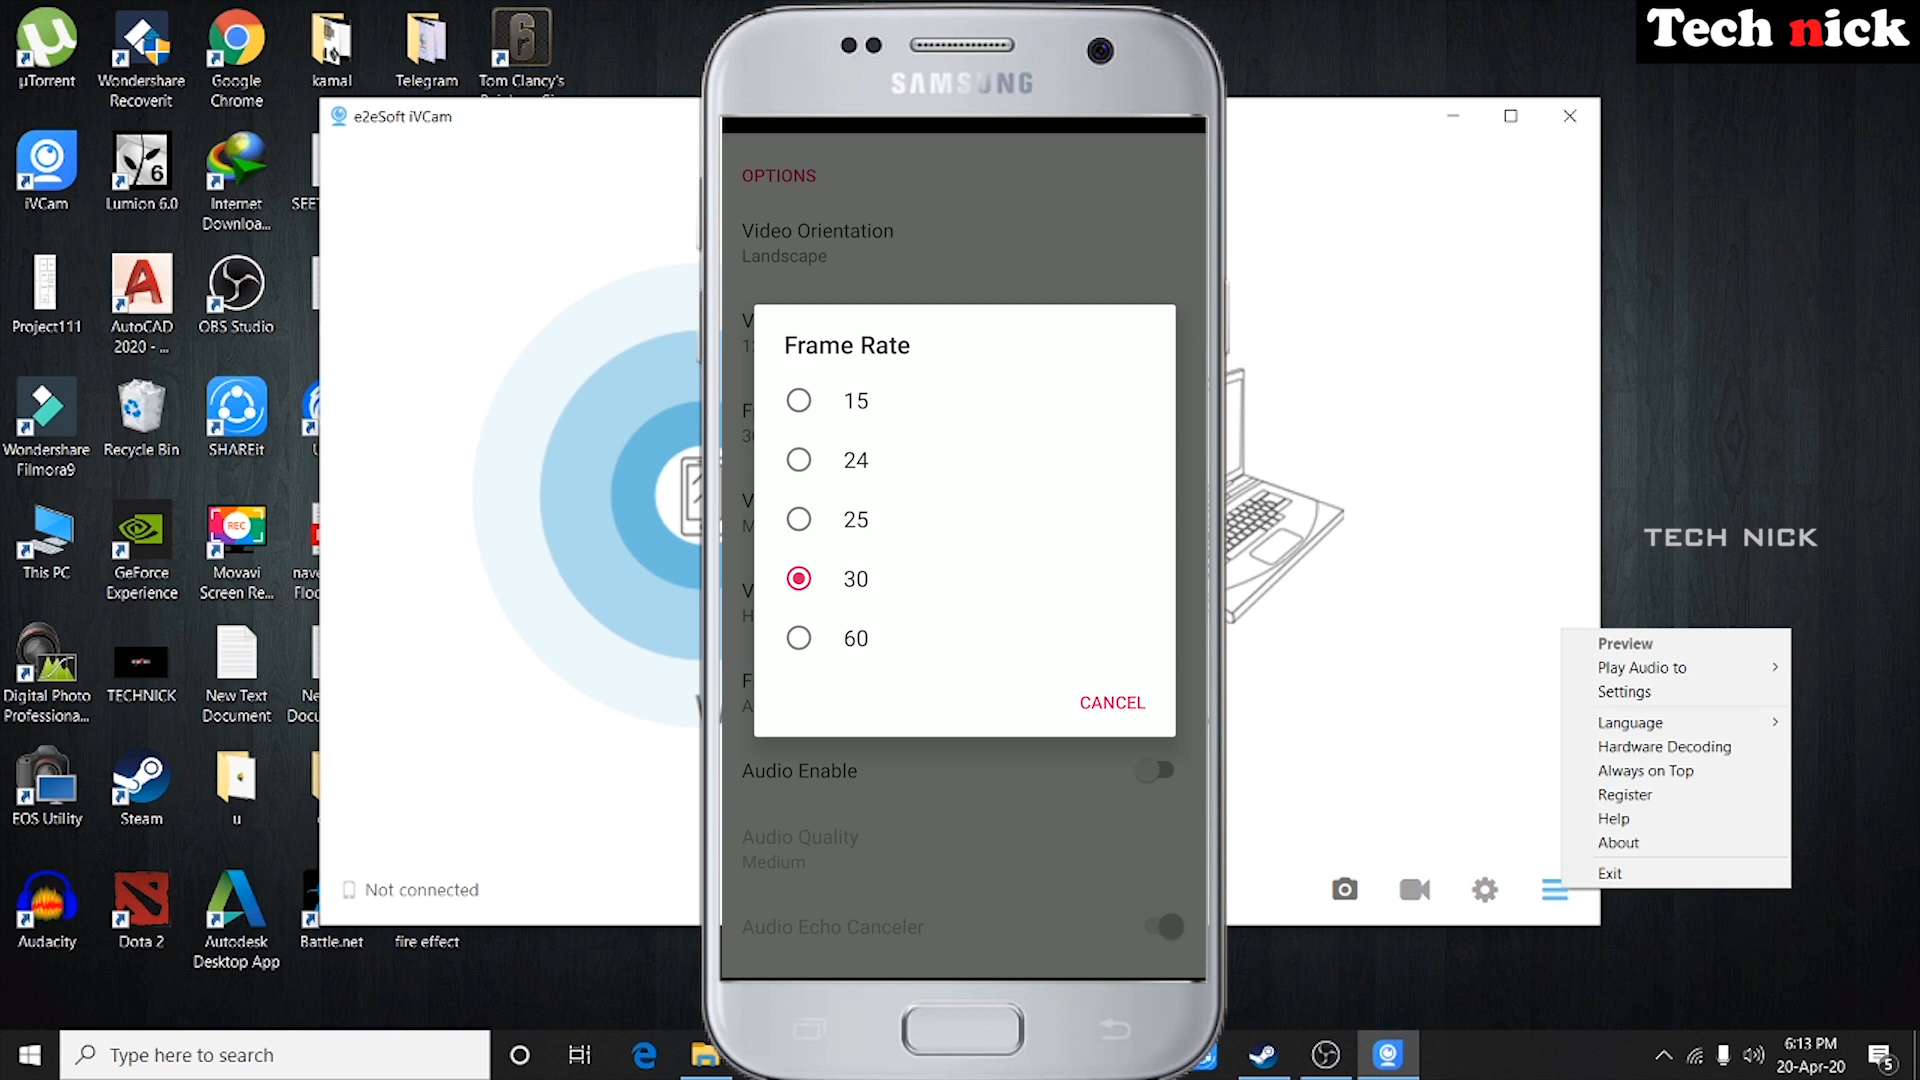 Tech nick
µTorrent
Wondershare
Recoverit
Google
Chrome
kamal
Telegram
Tom Clancy's
iVCam
Lumion 6.0
6
Internet
Downloa...
Project111
AutoCAD
2020 - ...
OBS Studio
Wondershare
Filmora9
Recycle Bin
SHAREit
This PC
GeForce
Experience
REC
Movavi
Screen Re...
Digital Photo
Professiona...
TECHNICK
New Text
Document
EOS Utility
Steam
u
Audacity
Dota 2
Autodesk
Desktop App
Battle.net
fire effect
e2eSoft iVCam
Not connected
SAMSUNG
OPTIONS
Video Orientation
Landscape
Frame Rate
15
24
25
30
60
CANCEL
Audio Enable
Audio Quality
Medium
Audio Echo Canceler
TECH NICK
Preview
Play Audio to
Settings
Language
Hardware Decoding
Always on Top
Register
Help
About
Exit
Type here to search
6:13 PM
20-Apr-20
5